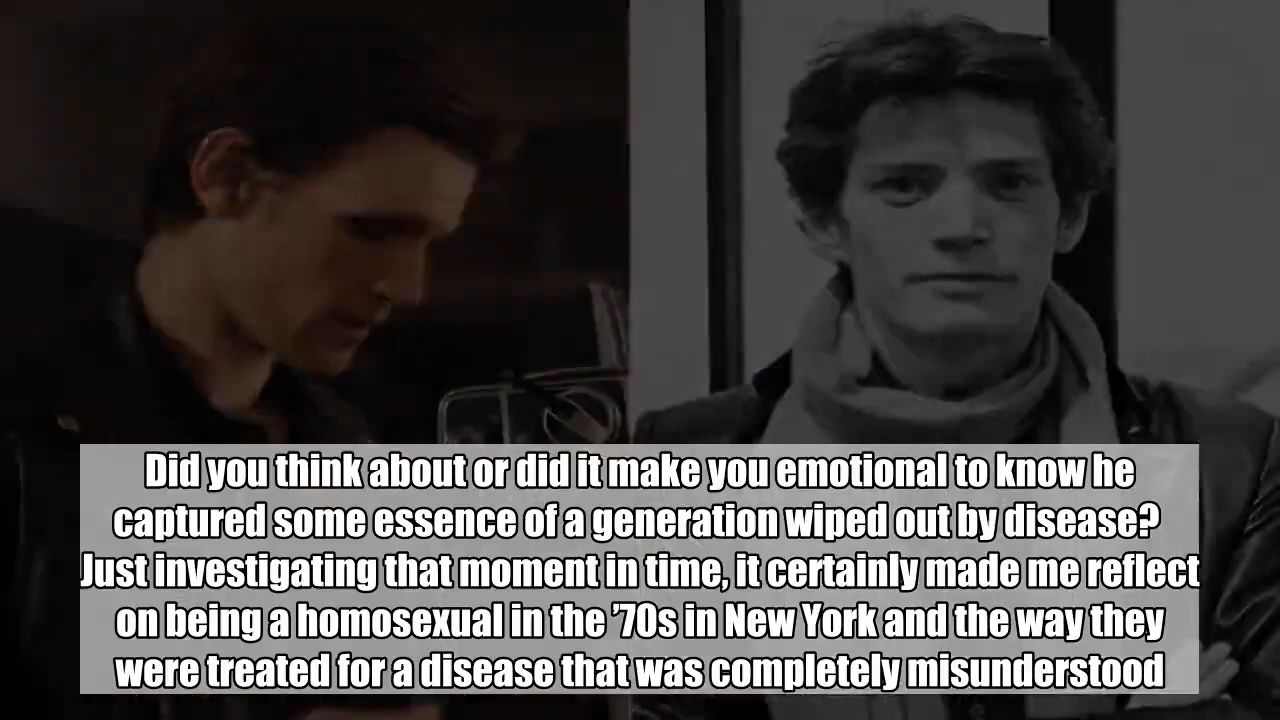 Did you think about or did it make you emotional to know he
captured some essence of a generation wiped out by disease?
Just investigating that moment in time, it certainly made me reflect
on being a homosexual in the ’70s in New York and the way they
were treated for a disease that was completely misunderstood